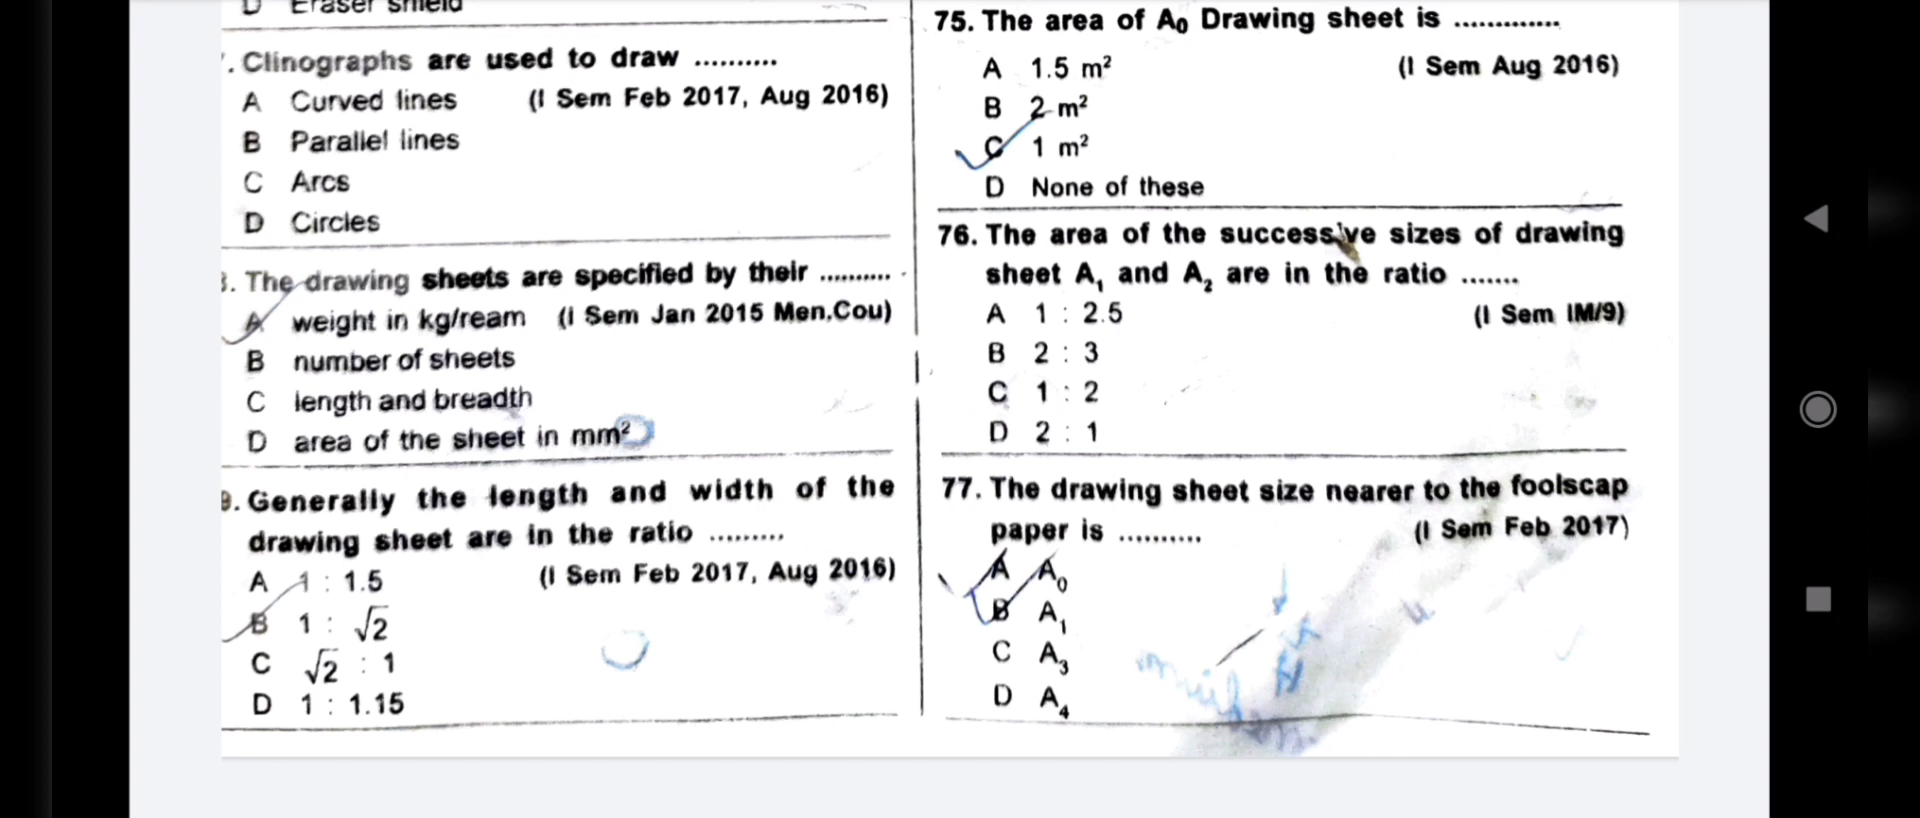 D Eraser shield
. Clinographs are used to draw ..........
A Curved lines (I Sem Feb 2017, Aug 2016)
B Parallel lines
C Arcs
D Circles
. The drawing sheets are specified by their ..........
A weight in kg/ream (I Sem Jan 2015 Men.Cou)
B number of sheets
C length and breadth
D area of the sheet in mm²
9. Generally the length and width of the
drawing sheet are in the ratio .........
A 1 : 1.5 (I Sem Feb 2017, Aug 2016)
B 1 : √2
C √2 : 1
D 1 : 1.15
75. The area of A₀ Drawing sheet is .............
A 1.5 m² (I Sem Aug 2016)
B 2 m²
C 1 m²
D None of these
76. The area of the successive sizes of drawing
sheet A₁ and A₂ are in the ratio .......
A 1 : 2.5 (I Sem IM/9)
B 2 : 3
C 1 : 2
D 2 : 1
77. The drawing sheet size nearer to the foolscap
paper is .......... (I Sem Feb 2017)
A A₀
B A₁
C A₃
D A₄